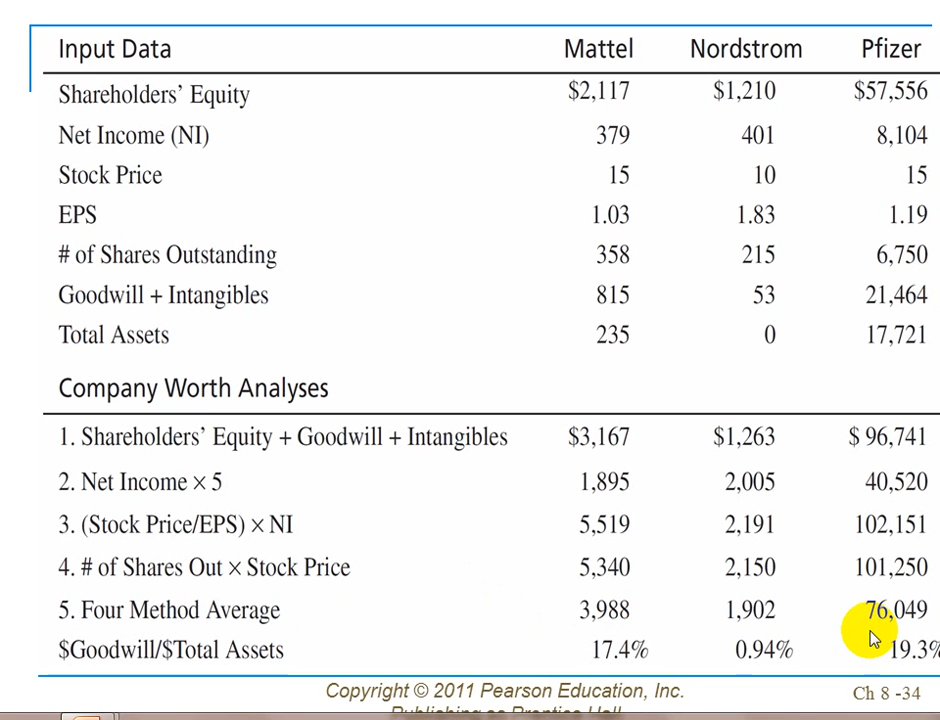 Input Data Mattel Nordstrom Pfizer
Shareholders' Equity $2,117 $1,210 $57,556
Net Income (NI) 379 401 8,104
Stock Price 15 10 15
EPS 1.03 1.83 1.19
# of Shares Outstanding 358 215 6,750
Goodwill + Intangibles 815 53 21,464
Total Assets 235 0 17,721
Company Worth Analyses
1. Shareholders' Equity + Goodwill + Intangibles $3,167 $1,263 $ 96,741
2. Net Income × 5 1,895 2,005 40,520
3. (Stock Price/EPS) × NI 5,519 2,191 102,151
4. # of Shares Out × Stock Price 5,340 2,150 101,250
5. Four Method Average 3,988 1,902 76,049
$Goodwill/$Total Assets 17.4% 0.94% 19.3%
Copyright © 2011 Pearson Education, Inc. Ch 8 -34
Publishing as Prentice Hall